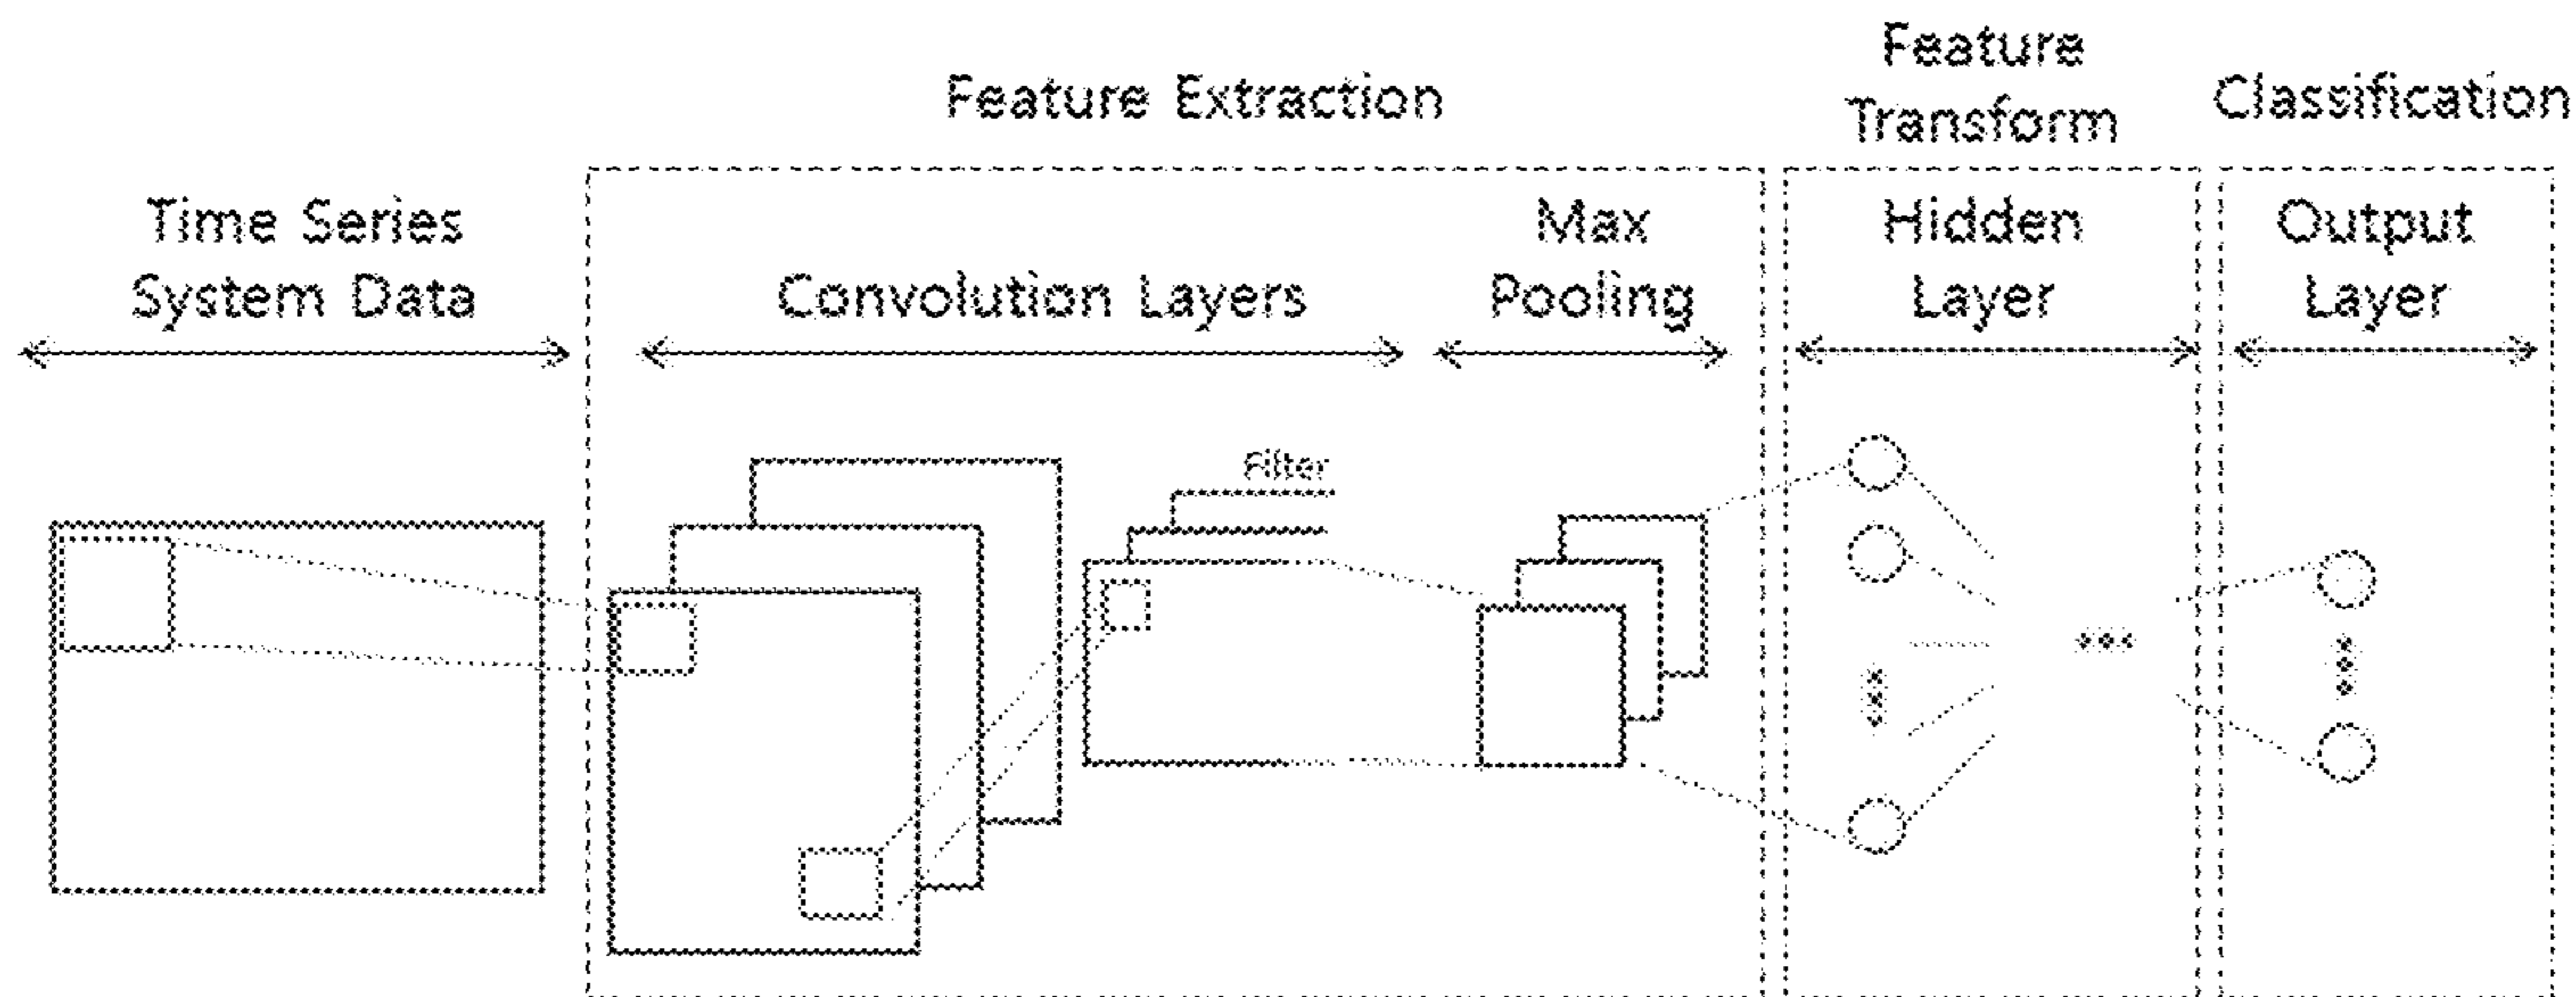 Feature Extraction
Feature
Transform
Classification
Time Series
System Data
Convolution Layers
Max
Pooling
Hidden
Layer
Output
Layer
Filter